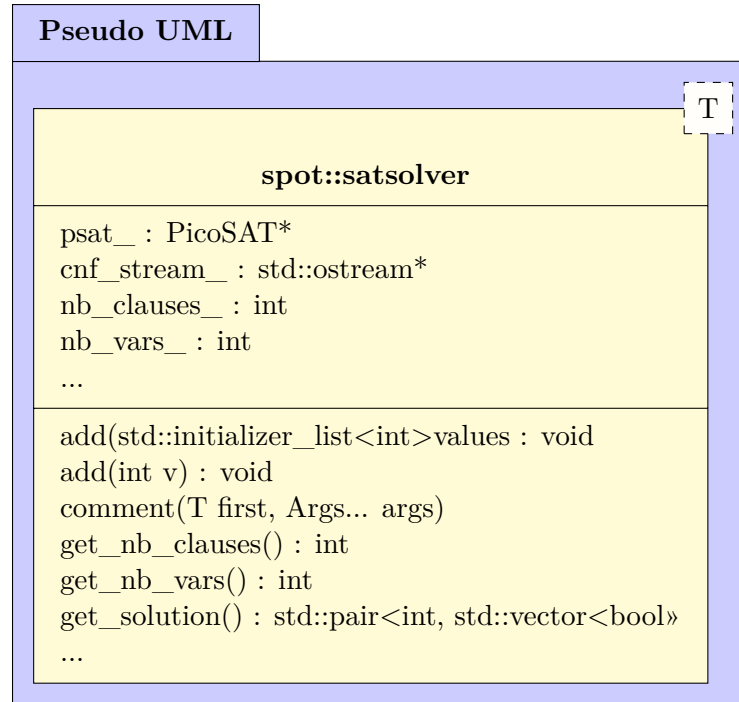 Pseudo UML
T
spot::satsolver
psat_ : PicoSAT*
cnf_stream_ : std::ostream*
nb_clauses_ : int
nb_vars_ : int
...
add(std::initializer_list<int>values : void
add(int v) : void
comment(T first, Args... args)
get_nb_clauses() : int
get_nb_vars() : int
get_solution() : std::pair<int, std::vector<bool»
...